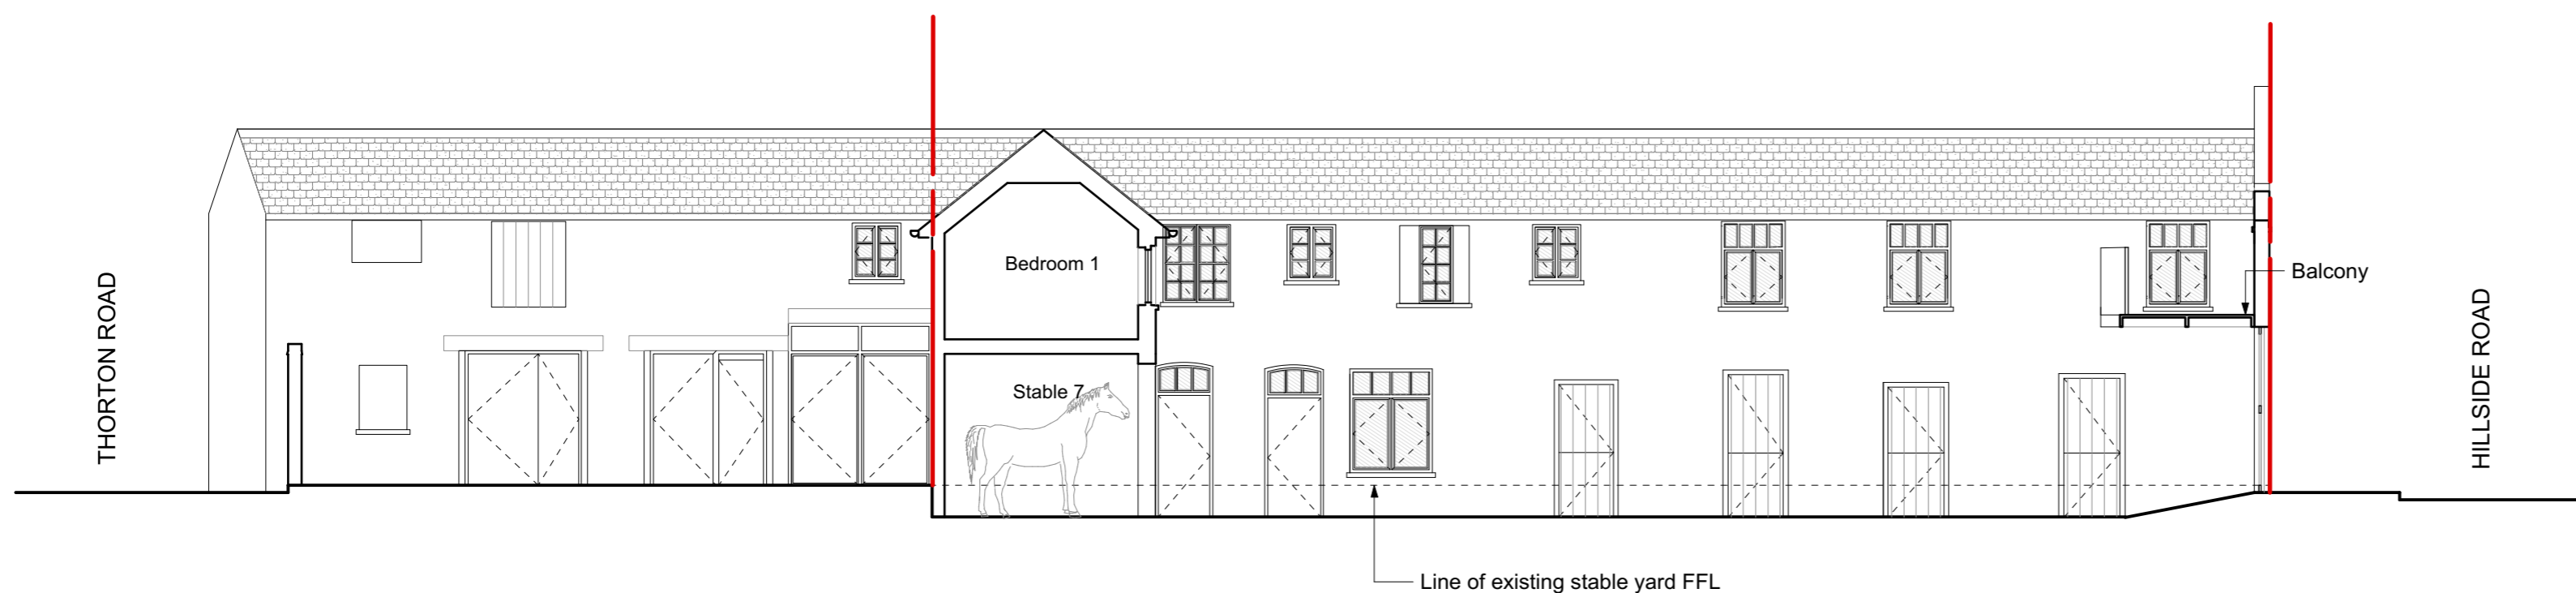 THORTON ROAD
Bedroom 1
Stable 7
Balcony
HILLSIDE ROAD
Line of existing stable yard FFL